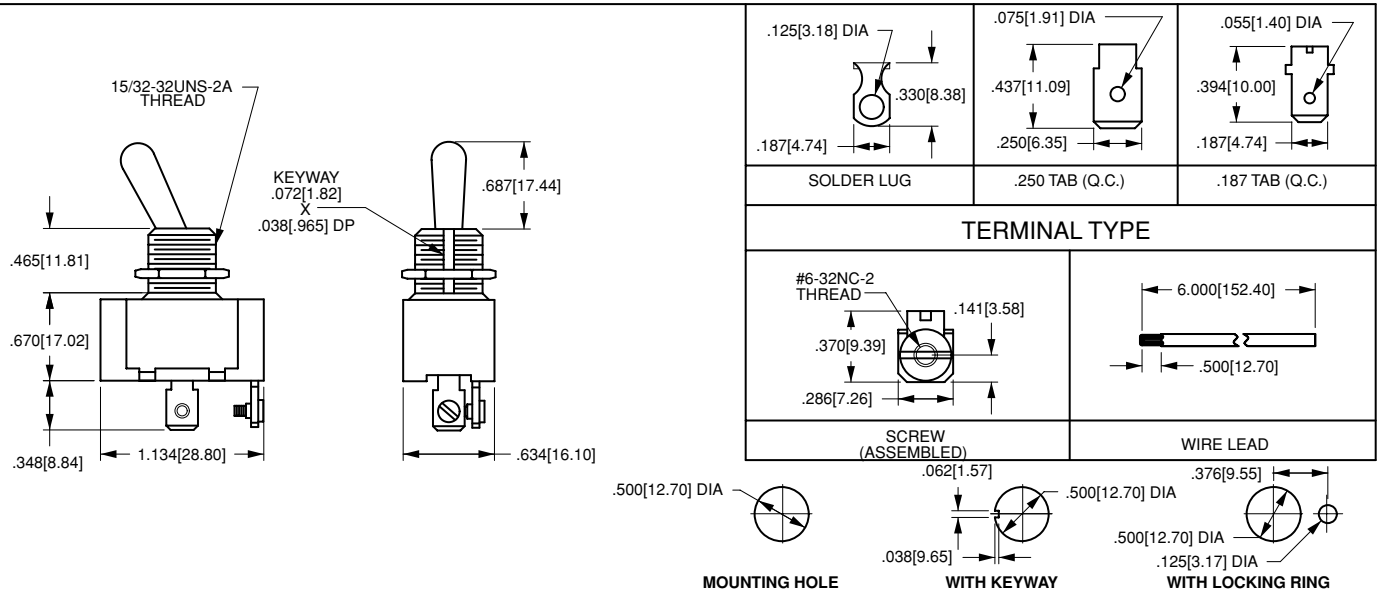 15/32-32UNS-2A
THREAD
.465[11.81]
.670[17.02]
.348[8.84]
1.134[28.80]
KEYWAY
.072[1.82]
X
.038[.965] DP
.687[17.44]
.634[16.10]
.125[3.18] DIA
.330[8.38]
.187[4.74]
SOLDER LUG
.075[1.91] DIA
.437[11.09]
.250[6.35]
.250 TAB (Q.C.)
.055[1.40] DIA
.394[10.00]
.187[4.74]
.187 TAB (Q.C.)
TERMINAL TYPE
#6-32NC-2
THREAD
.141[3.58]
.370[9.39]
.286[7.26]
SCREW
(ASSEMBLED)
6.000[152.40]
.500[12.70]
WIRE LEAD
.500[12.70] DIA
MOUNTING HOLE
.062[1.57]
.500[12.70] DIA
.038[9.65]
WITH KEYWAY
.376[9.55]
.500[12.70] DIA
.125[3.17] DIA
WITH LOCKING RING